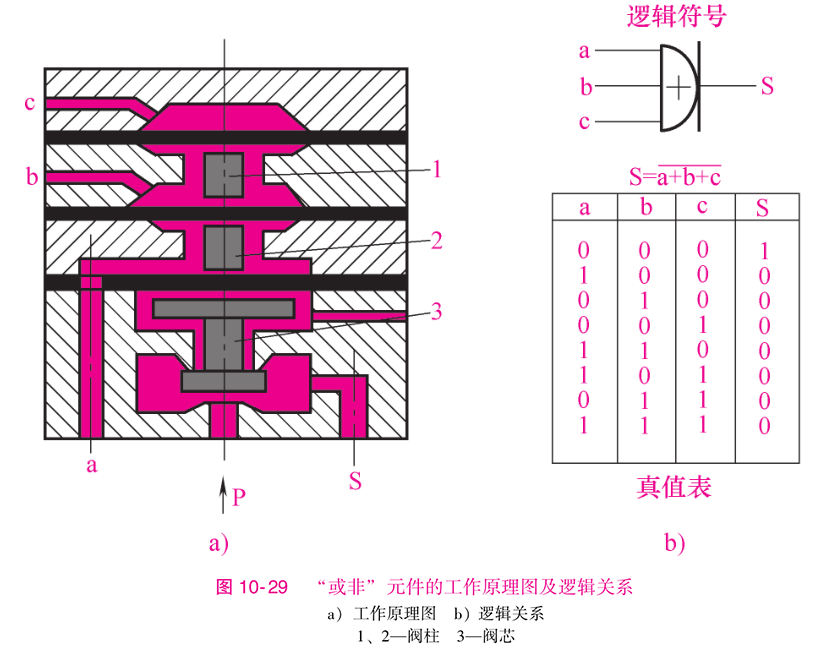 逻辑符号
a
b
c
S
+
c
b
1
2
3
a
S
P
a)
S=\overline{a+b+c}
a b c S
0 0 0 1
1 0 0 0
0 1 0 0
0 0 1 0
1 1 0 0
1 0 1 0
0 1 1 0
1 1 1 0
真值表
b)
图 10-29 “或非”元件的工作原理图及逻辑关系
a) 工作原理图 b) 逻辑关系
1、2—阀柱 3—阀芯